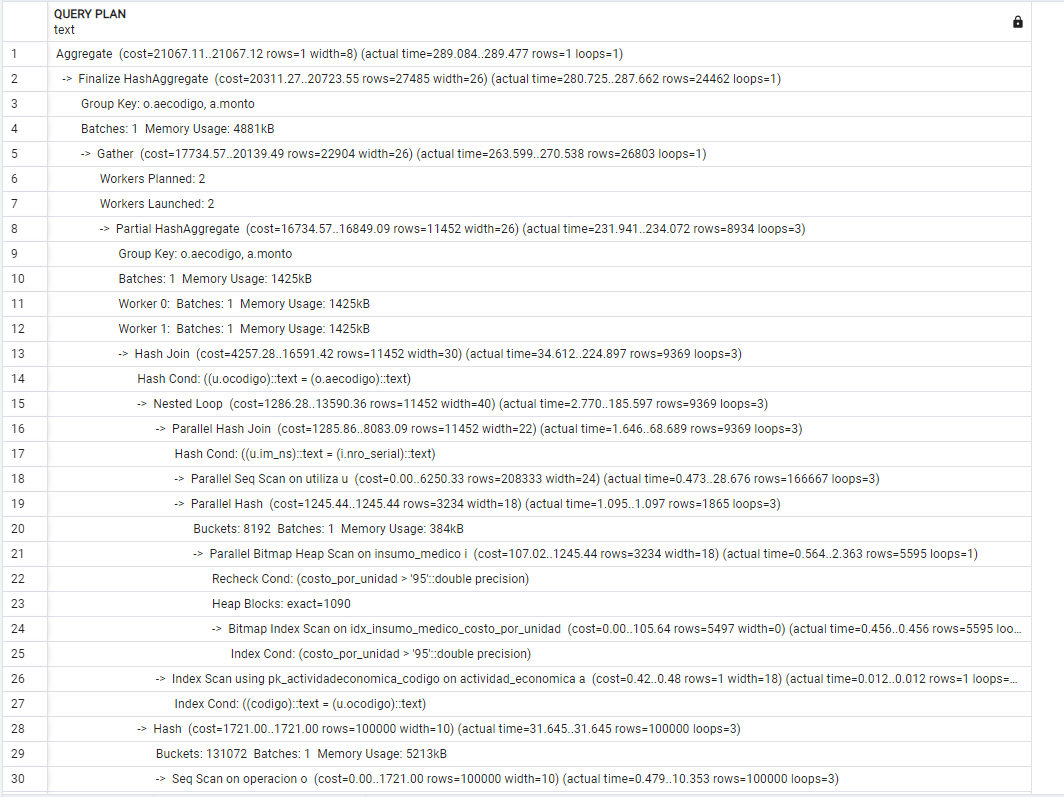 QUERY PLAN
text
1 Aggregate (cost=21067.11..21067.12 rows=1 width=8) (actual time=289.084..289.477 rows=1 loops=1)
2 -> Finalize HashAggregate (cost=20311.27..20723.55 rows=27485 width=26) (actual time=280.725..287.662 rows=24462 loops=1)
3 Group Key: o.aecodigo, a.monto
4 Batches: 1 Memory Usage: 4881kB
5 -> Gather (cost=17734.57..20139.49 rows=22904 width=26) (actual time=263.599..270.538 rows=26803 loops=1)
6 Workers Planned: 2
7 Workers Launched: 2
8 -> Partial HashAggregate (cost=16734.57..16849.09 rows=11452 width=26) (actual time=231.941..234.072 rows=8934 loops=3)
9 Group Key: o.aecodigo, a.monto
10 Batches: 1 Memory Usage: 1425kB
11 Worker 0: Batches: 1 Memory Usage: 1425kB
12 Worker 1: Batches: 1 Memory Usage: 1425kB
13 -> Hash Join (cost=4257.28..16591.42 rows=11452 width=30) (actual time=34.612..224.897 rows=9369 loops=3)
14 Hash Cond: ((u.ocodigo)::text = (o.aecodigo)::text)
15 -> Nested Loop (cost=1286.28..13590.36 rows=11452 width=40) (actual time=2.770..185.597 rows=9369 loops=3)
16 -> Parallel Hash Join (cost=1285.86..8083.09 rows=11452 width=22) (actual time=1.646..68.689 rows=9369 loops=3)
17 Hash Cond: ((u.im_ns)::text = (i.nro_serial)::text)
18 -> Parallel Seq Scan on utiliza u (cost=0.00..6250.33 rows=208333 width=24) (actual time=0.473..28.676 rows=166667 loops=3)
19 -> Parallel Hash (cost=1245.44..1245.44 rows=3234 width=18) (actual time=1.095..1.097 rows=1865 loops=3)
20 Buckets: 8192 Batches: 1 Memory Usage: 384kB
21 -> Parallel Bitmap Heap Scan on insumo_medico i (cost=107.02..1245.44 rows=3234 width=18) (actual time=0.564..2.363 rows=5595 loops=1)
22 Recheck Cond: (costo_por_unidad > '95'::double precision)
23 Heap Blocks: exact=1090
24 -> Bitmap Index Scan on idx_insumo_medico_costo_por_unidad (cost=0.00..105.64 rows=5497 width=0) (actual time=0.456..0.456 rows=5595 loo...
25 Index Cond: (costo_por_unidad > '95'::double precision)
26 -> Index Scan using pk_actividadeconomica_codigo on actividad_economica a (cost=0.42..0.48 rows=1 width=18) (actual time=0.012..0.012 rows=1 loops=...
27 Index Cond: ((codigo)::text = (u.ocodigo)::text)
28 -> Hash (cost=1721.00..1721.00 rows=100000 width=10) (actual time=31.645..31.645 rows=100000 loops=3)
29 Buckets: 131072 Batches: 1 Memory Usage: 5213kB
30 -> Seq Scan on operacion o (cost=0.00..1721.00 rows=100000 width=10) (actual time=0.479..10.353 rows=100000 loops=3)